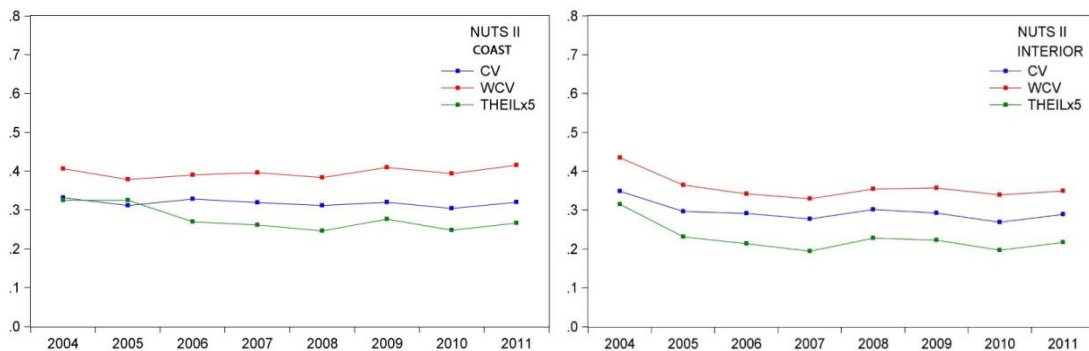 .8
.7
.6
.5
.4
.3
.2
.1
.0
NUTS II
COAST
CV
WCV
THEILx5
2004 2005 2006 2007 2008 2009 2010 2011
.8
.7
.6
.5
.4
.3
.2
.1
.0
NUTS II
INTERIOR
CV
WCV
THEILx5
2004 2005 2006 2007 2008 2009 2010 2011